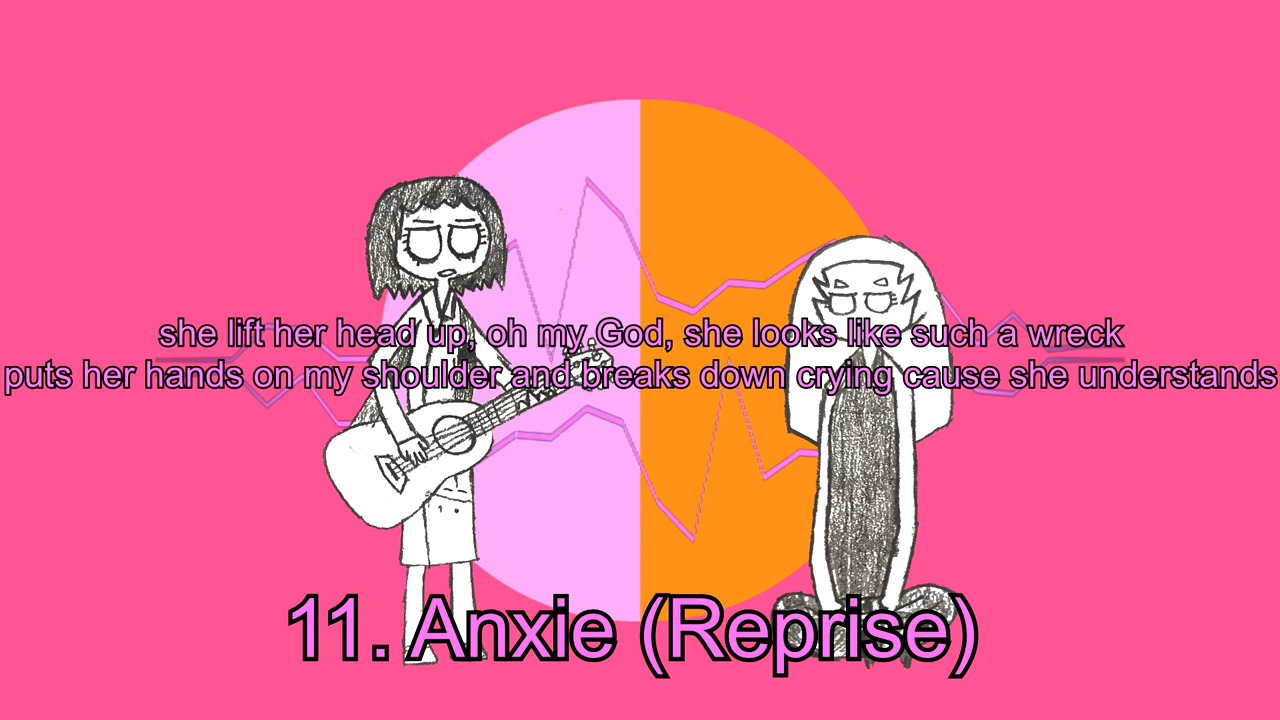 she lift her head up, oh my God, she looks like such a wreck
puts her hands on my shoulder and breaks down crying cause she understands
11. Anxie (Reprise)